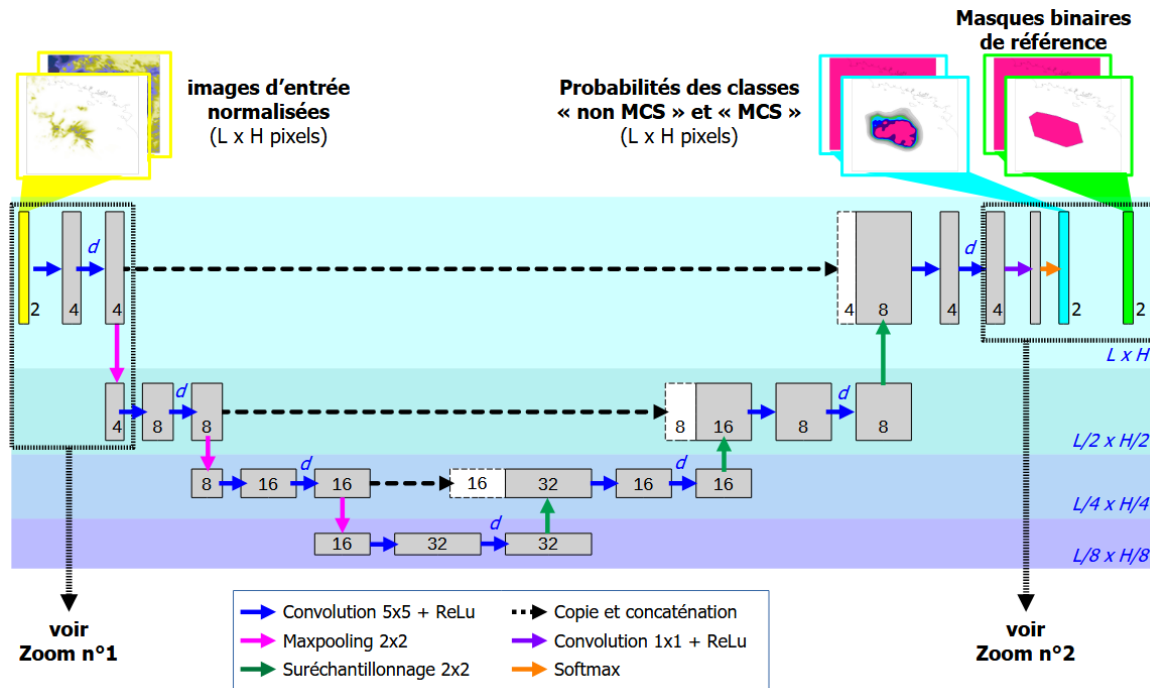 Masques binaires
de référence
images d'entrée
normalisées
(L x H pixels)
Probabilités des classes
« non MCS » et « MCS »
(L x H pixels)
d
d
2
4
4
4
8
4
4
2
2
L x H
d
d
4
8
8
8
16
8
8
L/2 x H/2
d
d
8
16
16
16
32
16
16
L/4 x H/4
d
16
32
32
L/8 x H/8
voir
Zoom n°1
Convolution 5x5 + ReLu
Maxpooling 2x2
Suréchantillonnage 2x2
Copie et concaténation
Convolution 1x1 + ReLu
Softmax
voir
Zoom n°2